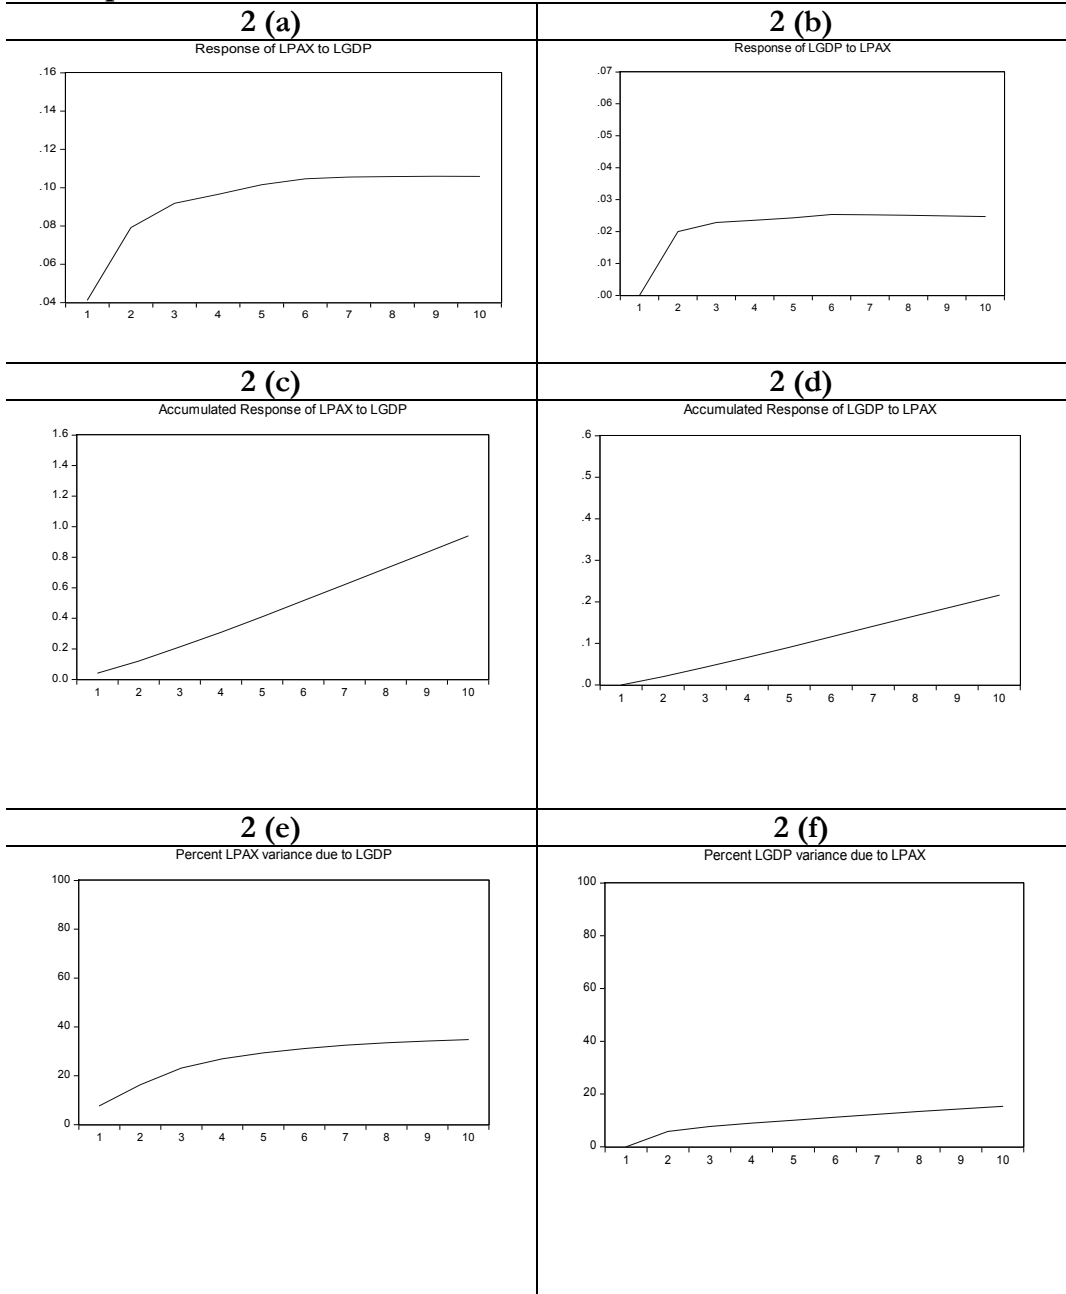 2 (a)
Response of LPAX to LGDP
.16
.14
.12
.10
.08
.06
.04
1 2 3 4 5 6 7 8 9 10
2 (b)
Response of LGDP to LPAX
.07
.06
.05
.04
.03
.02
.01
.00
1 2 3 4 5 6 7 8 9 10
2 (c)
Accumulated Response of LPAX to LGDP
1.6
1.4
1.2
1.0
0.8
0.6
0.4
0.2
0.0
1 2 3 4 5 6 7 8 9 10
2 (d)
Accumulated Response of LGDP to LPAX
.6
.5
.4
.3
.2
.1
.0
1 2 3 4 5 6 7 8 9 10
2 (e)
Percent LPAX variance due to LGDP
100
80
60
40
20
0
1 2 3 4 5 6 7 8 9 10
2 (f)
Percent LGDP variance due to LPAX
100
80
60
40
20
0
1 2 3 4 5 6 7 8 9 10